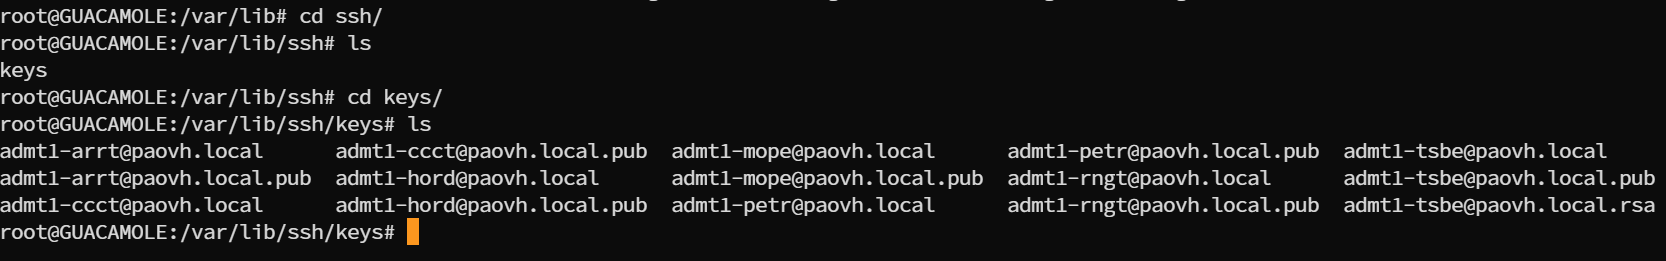 root@GUACAMOLE:/var/lib# cd ssh/
root@GUACAMOLE:/var/lib/ssh# ls
keys
root@GUACAMOLE:/var/lib/ssh# cd keys/
root@GUACAMOLE:/var/lib/ssh/keys# ls
admt1-arrt@paovh.local admt1-ccct@paovh.local.pub admt1-mope@paovh.local admt1-petr@paovh.local.pub admt1-tsbe@paovh.local
admt1-arrt@paovh.local.pub admt1-hord@paovh.local admt1-mope@paovh.local.pub admt1-rngt@paovh.local admt1-tsbe@paovh.local.pub
admt1-ccct@paovh.local admt1-hord@paovh.local.pub admt1-petr@paovh.local admt1-rngt@paovh.local.pub admt1-tsbe@paovh.local.rsa
root@GUACAMOLE:/var/lib/ssh/keys#